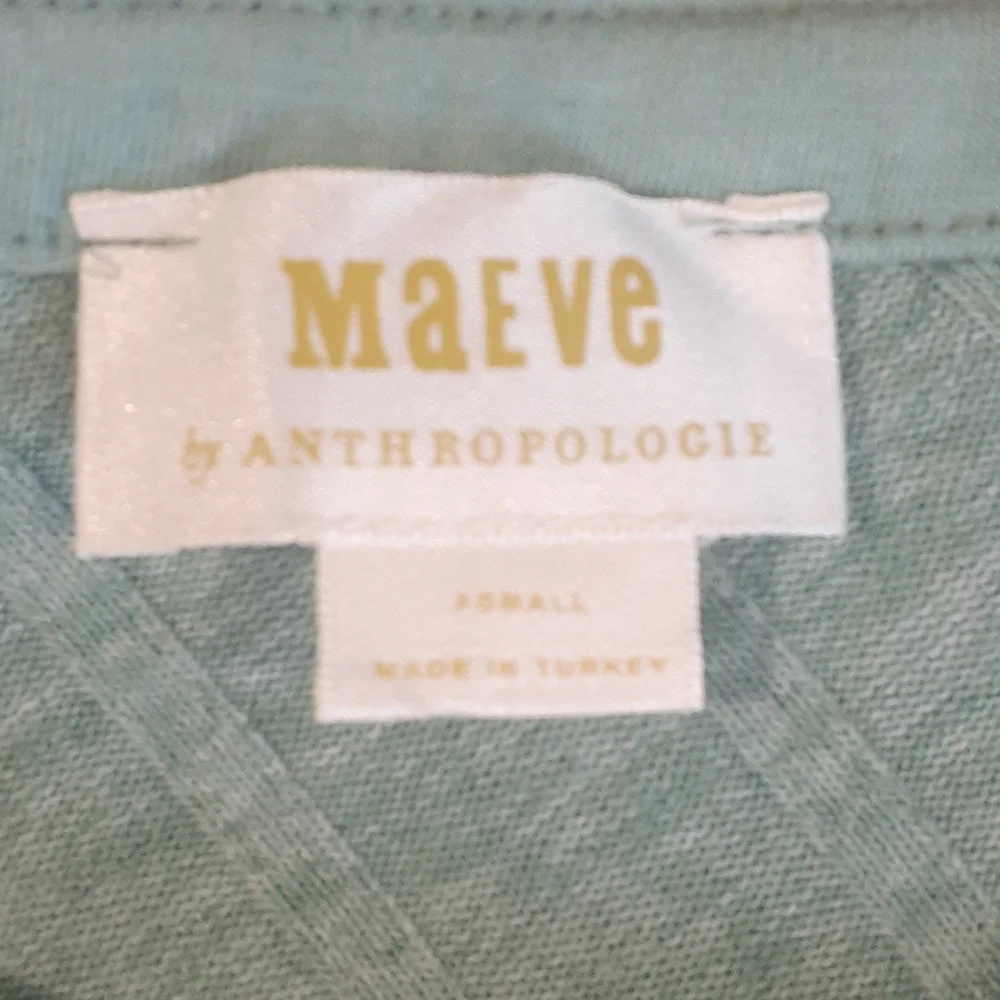 MaEVe
by ANTHROPOLOGIE
XSMALL
MADE IN TURKEY